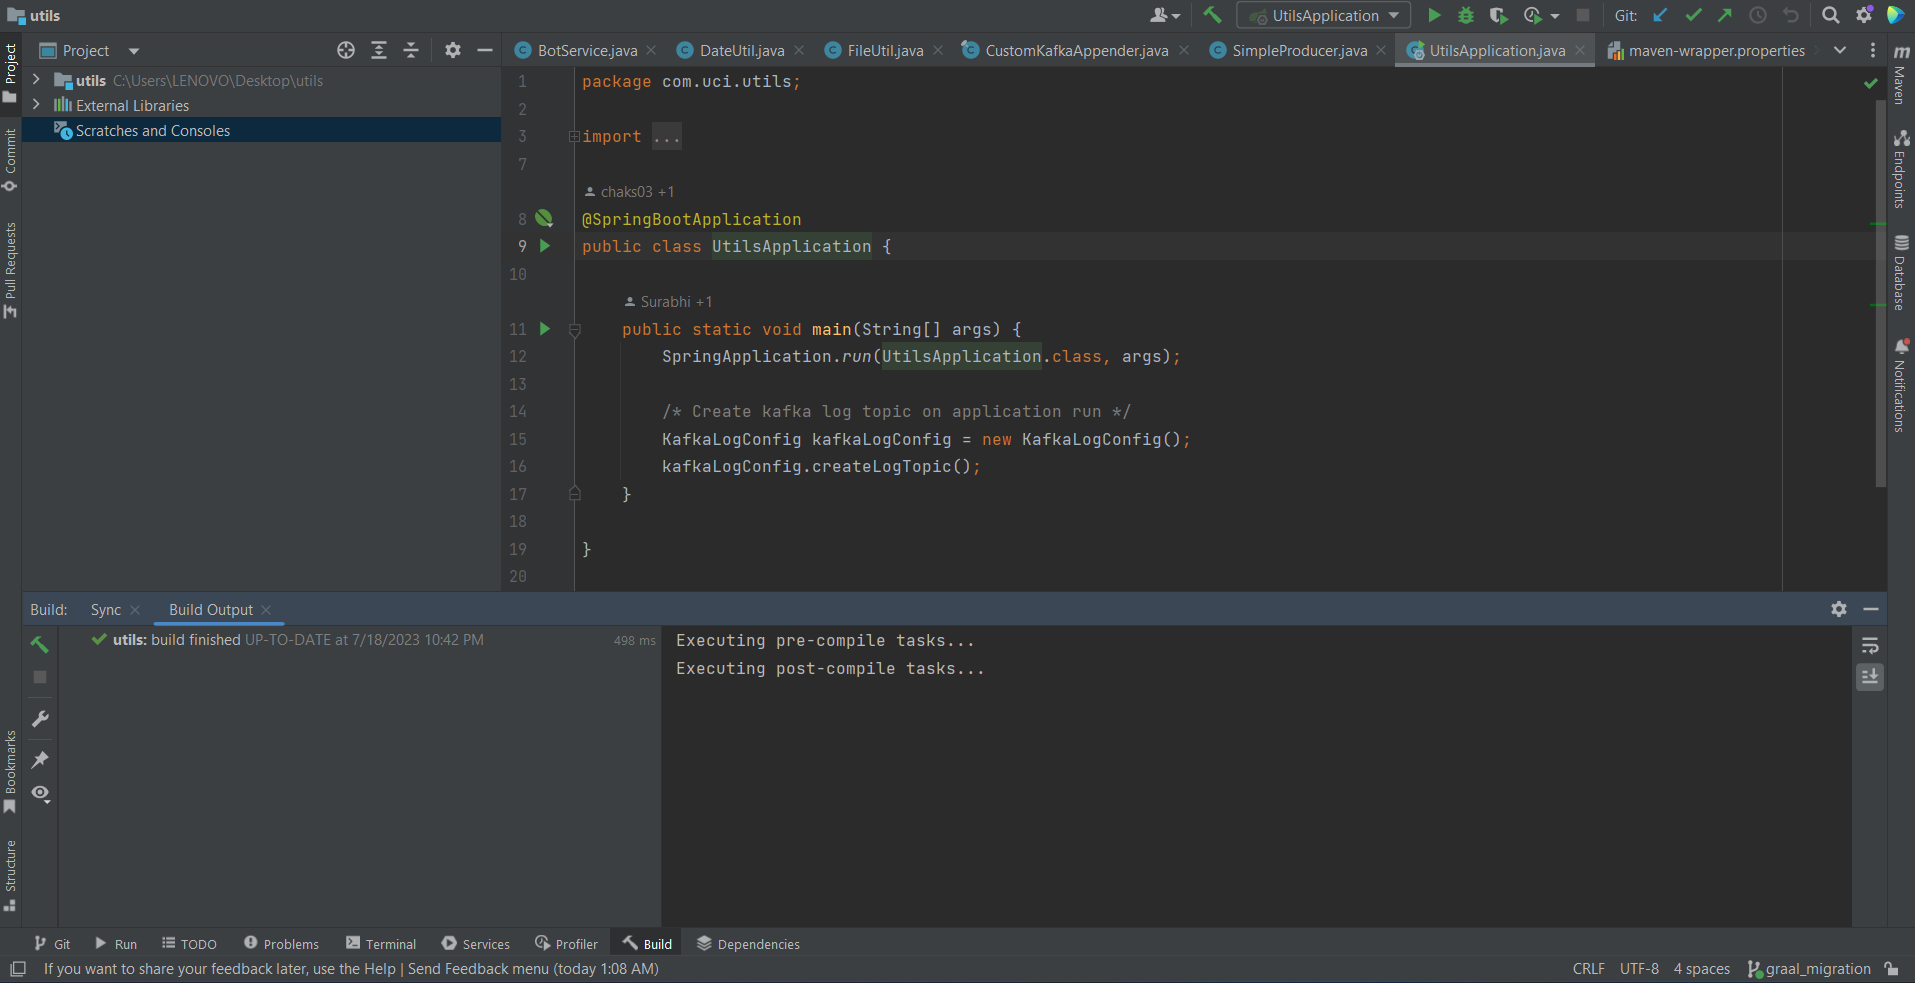 utils
UtilsApplication
Git:
Project
BotService.java
DateUtil.java
FileUtil.java
CustomKafkaAppender.java
SimpleProducer.java
UtilsApplication.java
maven-wrapper.properties
utils C:\Users\LENOVO\Desktop\utils
External Libraries
Scratches and Consoles
Project
Commit
Pull Requests
Bookmarks
Structure
1 package com.uci.utils;
2
3 import ...
7
chaks03 +1
8 @SpringBootApplication
9 public class UtilsApplication {
10
Surabhi +1
11 public static void main(String[] args) {
12 SpringApplication.run(UtilsApplication.class, args);
13
14 /* Create kafka log topic on application run */
15 KafkaLogConfig kafkaLogConfig = new KafkaLogConfig();
16 kafkaLogConfig.createLogTopic();
17 }
18
19 }
20
m
Maven
Endpoints
Database
Notifications
Build:
Sync
Build Output
utils: build finished UP-TO-DATE at 7/18/2023 10:42 PM
498 ms
Executing pre-compile tasks...
Executing post-compile tasks...
Git
Run
TODO
Problems
Terminal
Services
Profiler
Build
Dependencies
If you want to share your feedback later, use the Help | Send Feedback menu (today 1:08 AM)
CRLF
UTF-8
4 spaces
graal_migration